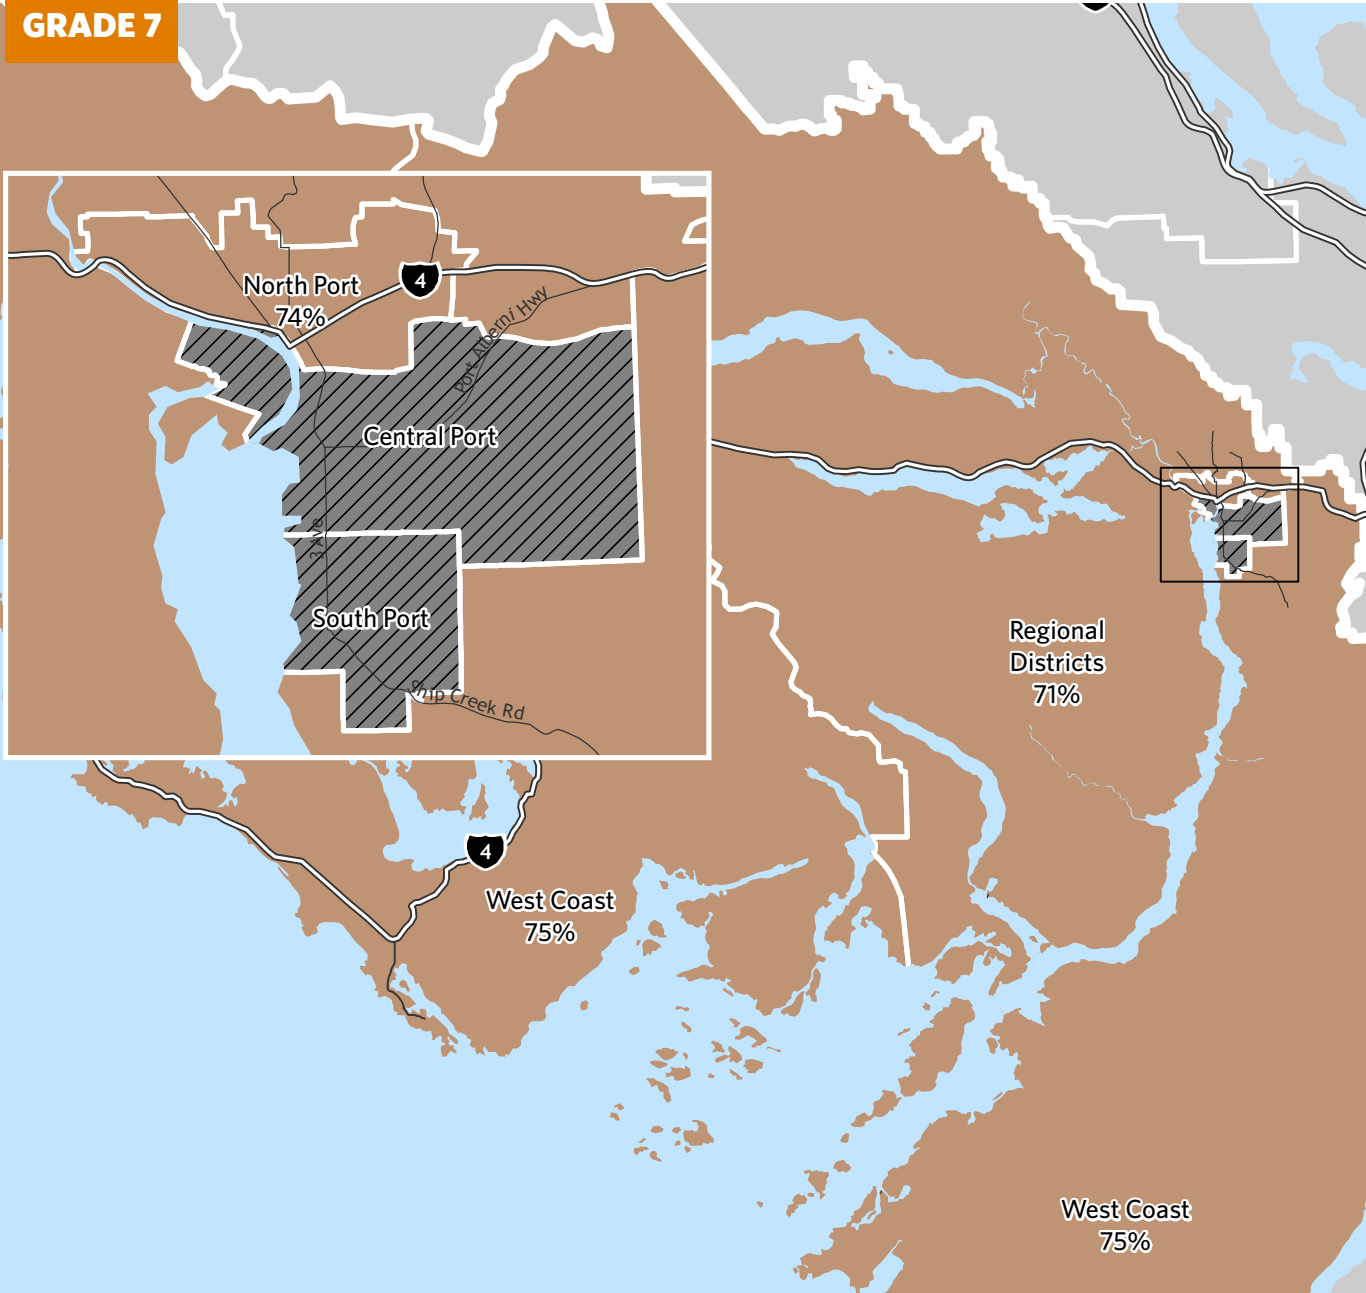 GRADE 7
North Port
74%
4
Port Alberni Hwy
Central Port
3 Ave
South Port
Ship Creek Rd
Regional
Districts
71%
4
West Coast
75%
West Coast
75%